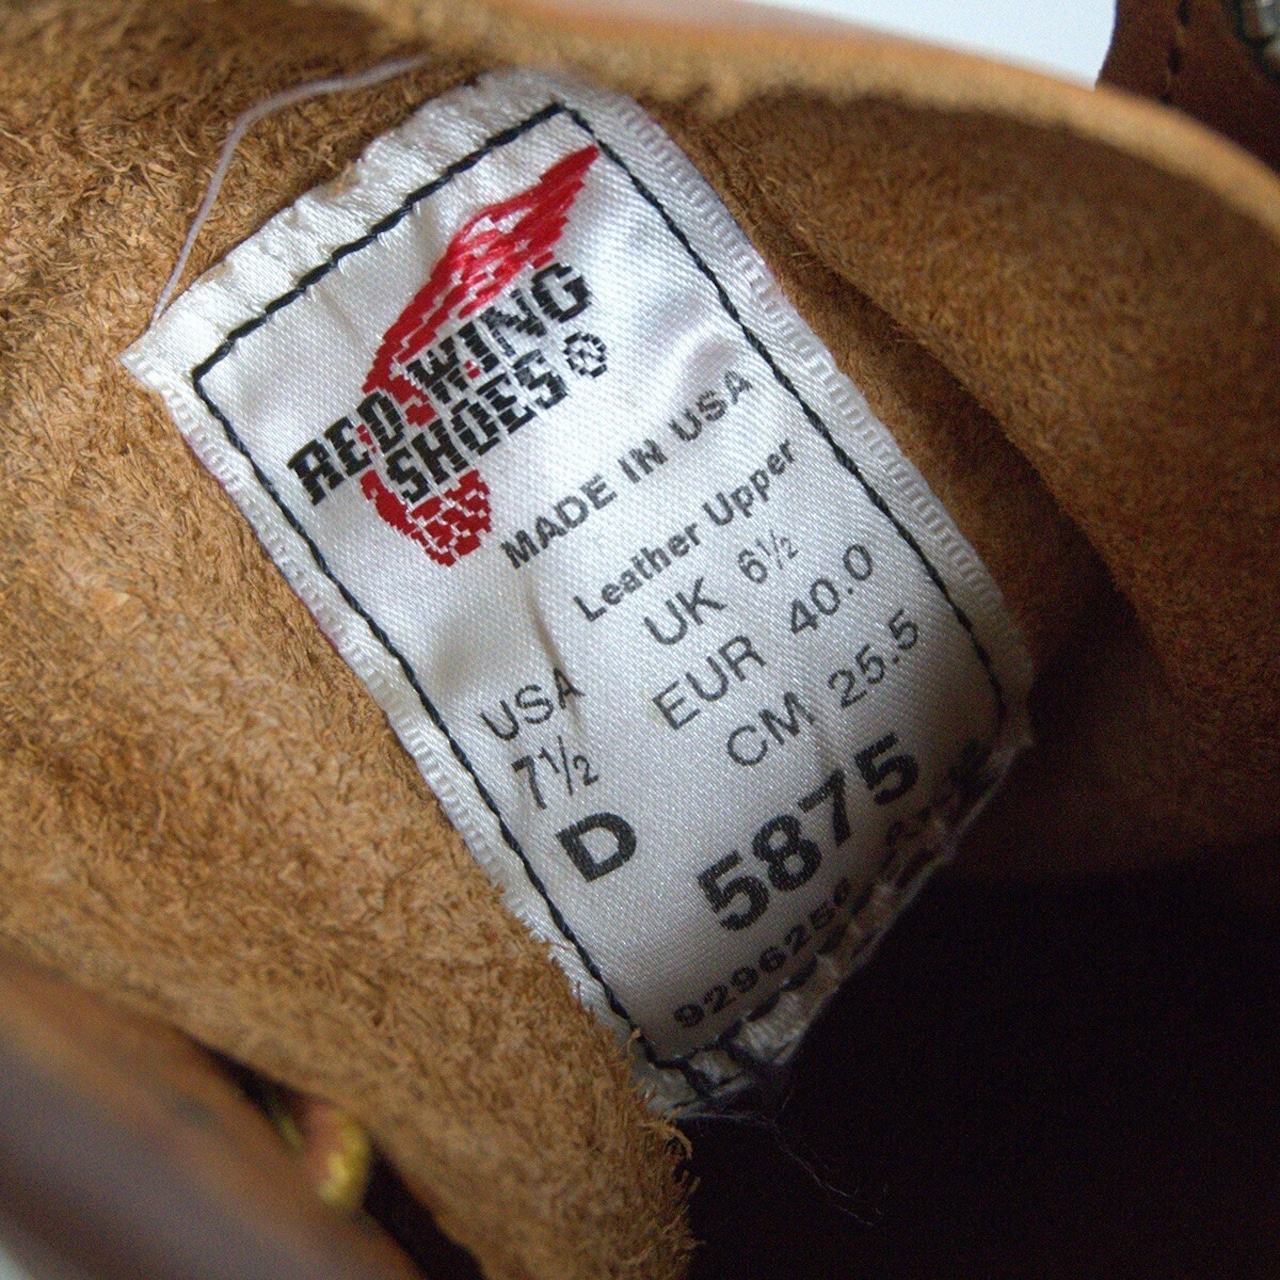 RED WING
SHOES®
MADE IN USA
Leather Upper
UK 6½
EUR 40.0
CM 25.5
USA
7½
D
5875